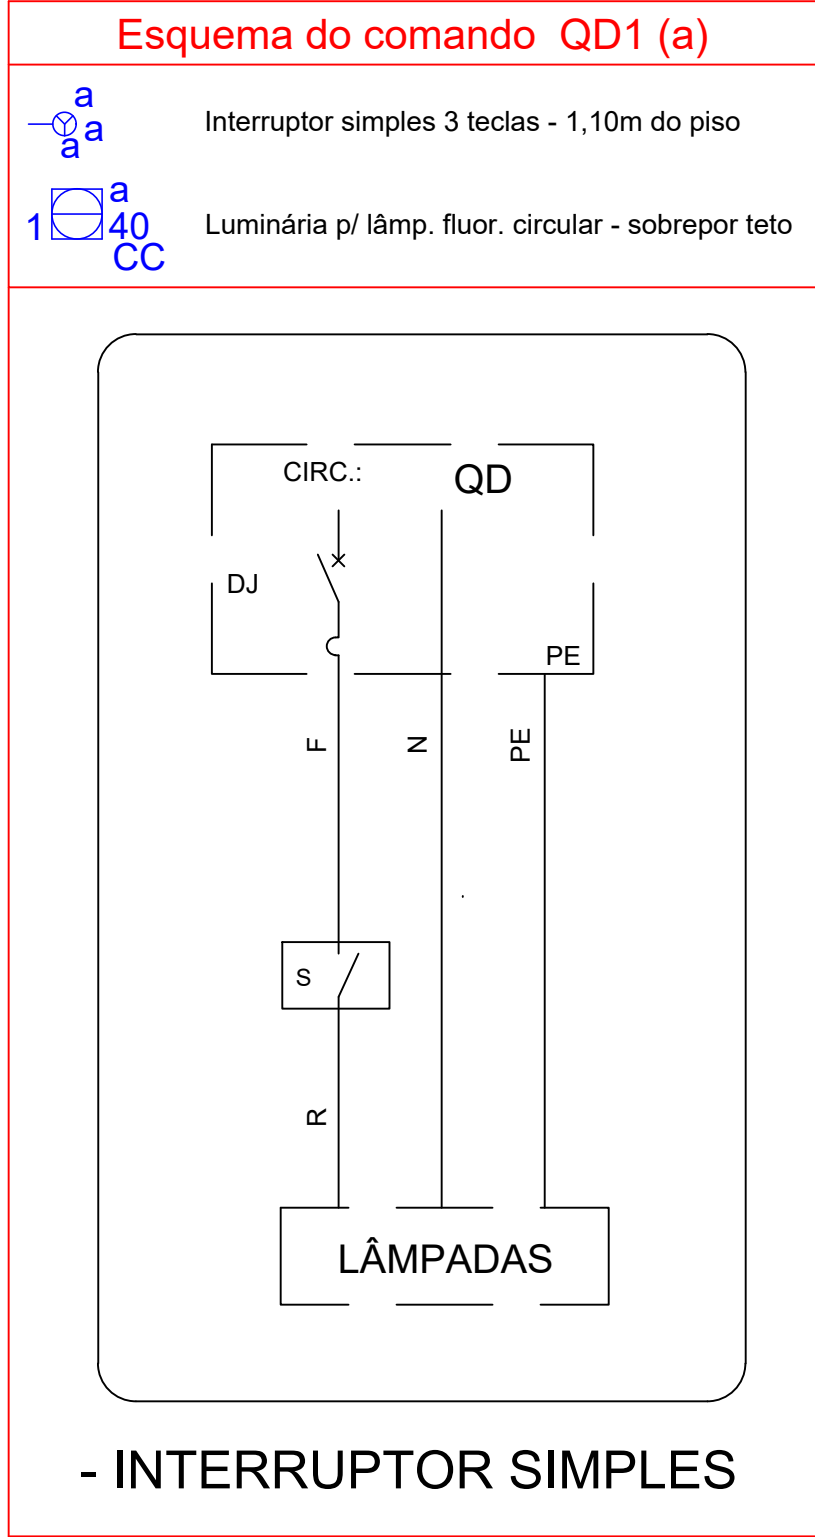 Esquema do comando QD1 (a)
a
a
a
Interruptor simples 3 teclas - 1,10m do piso
a
1
40
CC
Luminária p/ lâmp. fluor. circular - sobrepor teto
CIRC.:
QD
DJ
PE
F
N
PE
S
R
LÂMPADAS
- INTERRUPTOR SIMPLES